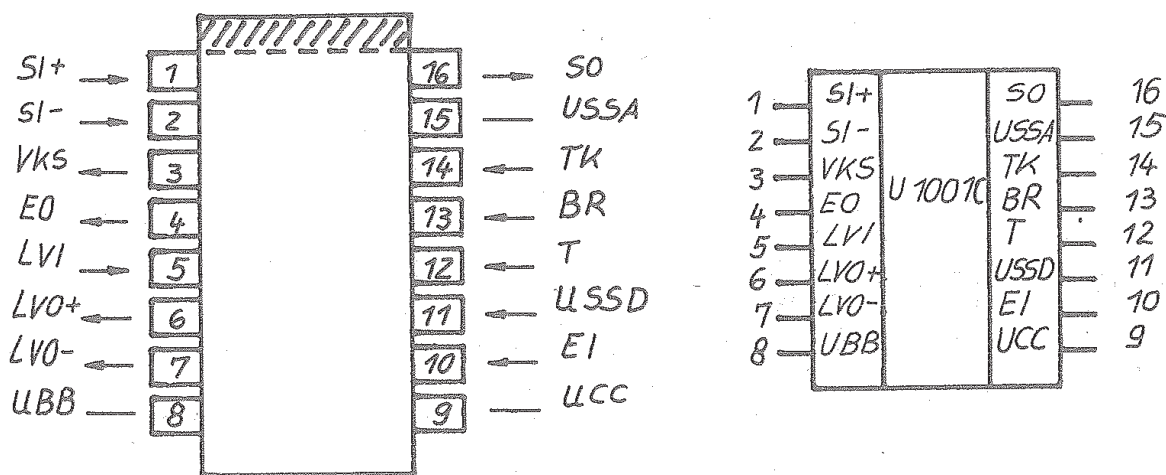 SI+ 1 16 SO
SI- 2 15 USSA
VKS 3 14 TK
EO 4 13 BR
LVI 5 12 T
LVO+ 6 11 USSD
LVO- 7 10 EI
UBB 8 9 UCC
1 SI+ SO 16
2 SI- USSA 15
3 VKS U1001C TK 14
4 EO BR 13
5 LVI T 12
6 LVO+ USSD 11
7 LVO- EI 10
8 UBB UCC 9